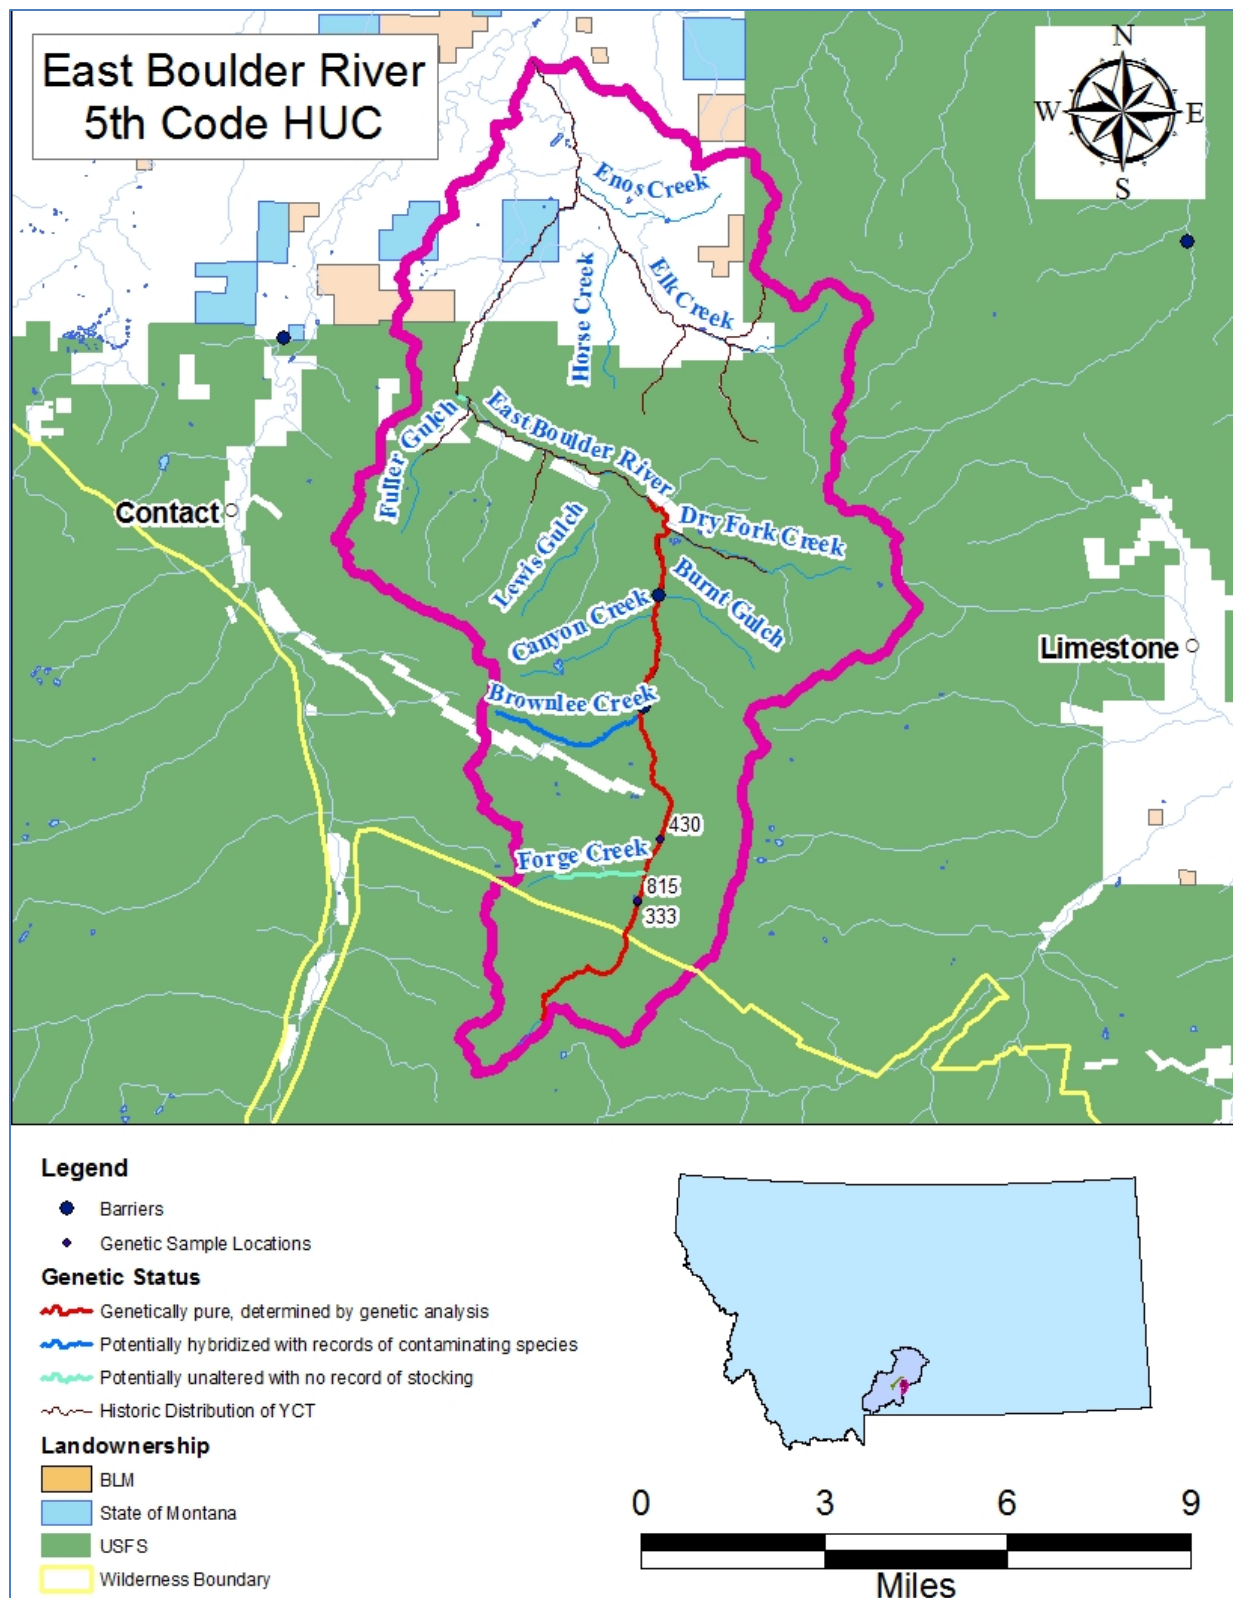 East Boulder River
5th Code HUC
N
W
E
S
Enos Creek
Elk Creek
Horse Creek
East Boulder River
Fuller Gulch
Contact
Dry Fork Creek
Lewis Gulch
Burnt Gulch
Canyon Creek
Limestone
Brownlee Creek
430
Forge Creek
815
333
Legend
Barriers
Genetic Sample Locations
Genetic Status
Genetically pure, determined by genetic analysis
Potentially hybridized with records of contaminating species
Potentially unaltered with no record of stocking
Historic Distribution of YCT
Landownership
BLM
State of Montana
USFS
Wilderness Boundary
0 3 6 9
Miles